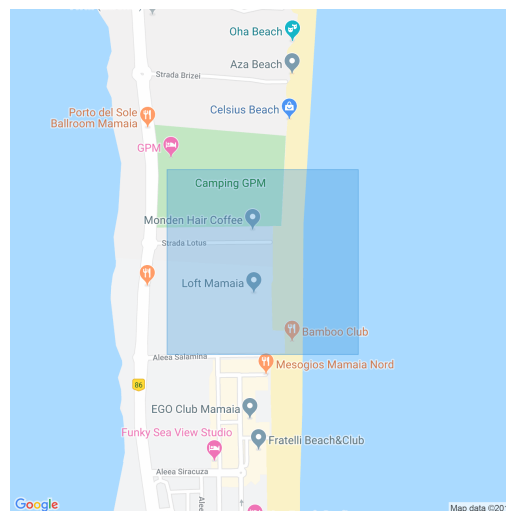 Oha Beach
Aza Beach
Strada Brizei
Celsius Beach
Porto del Sole
Ballroom Mamaia
GPM
Camping GPM
Monden Hair Coffee
Strada Lotus
Loft Mamaia
Bamboo Club
Aleea Salamina
Mesogios Mamaia Nord
86
EGO Club Mamaia
Funky Sea View Studio
Fratelli Beach&Club
Aleea Siracuza
Aleea
Google
Map data ©201